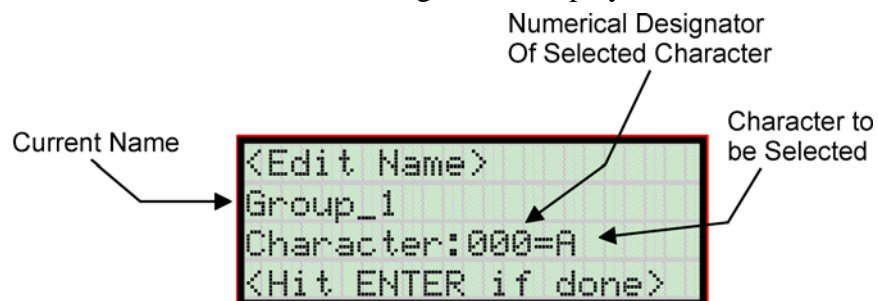 Numerical Designator
Of Selected Character
Character to
be Selected
Current Name
<Edit Name>
Group_1
Character:000=A
<Hit ENTER if done>